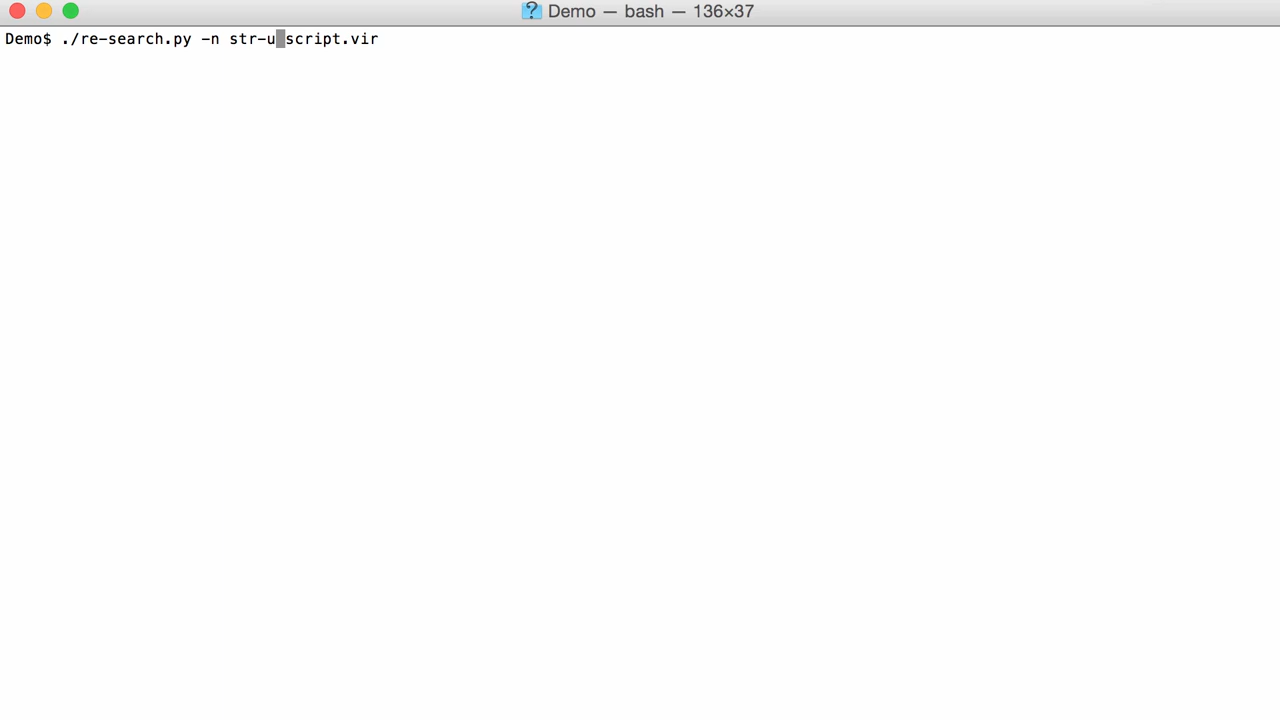 Demo — bash — 136×37
Demo$ ./re-search.py -n str-u script.vir